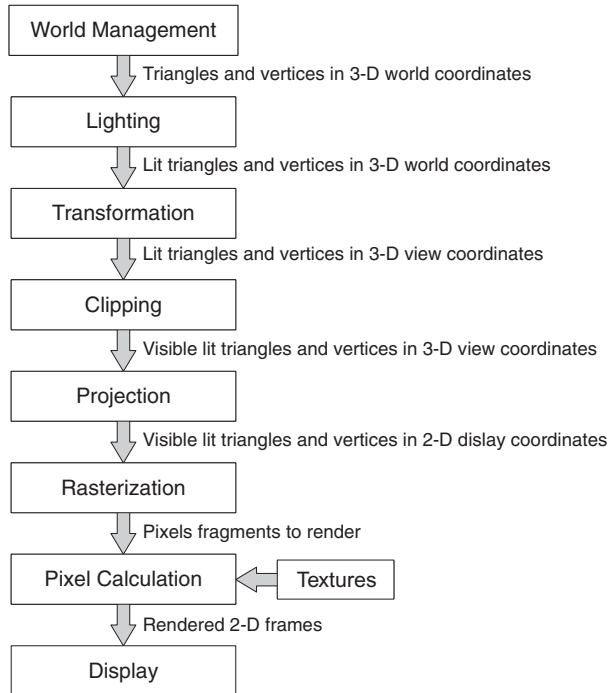 World Management
Triangles and vertices in 3-D world coordinates
Lighting
Lit triangles and vertices in 3-D world coordinates
Transformation
Lit triangles and vertices in 3-D view coordinates
Clipping
Visible lit triangles and vertices in 3-D view coordinates
Projection
Visible lit triangles and vertices in 2-D dislay coordinates
Rasterization
Pixels fragments to render
Pixel Calculation
Textures
Rendered 2-D frames
Display